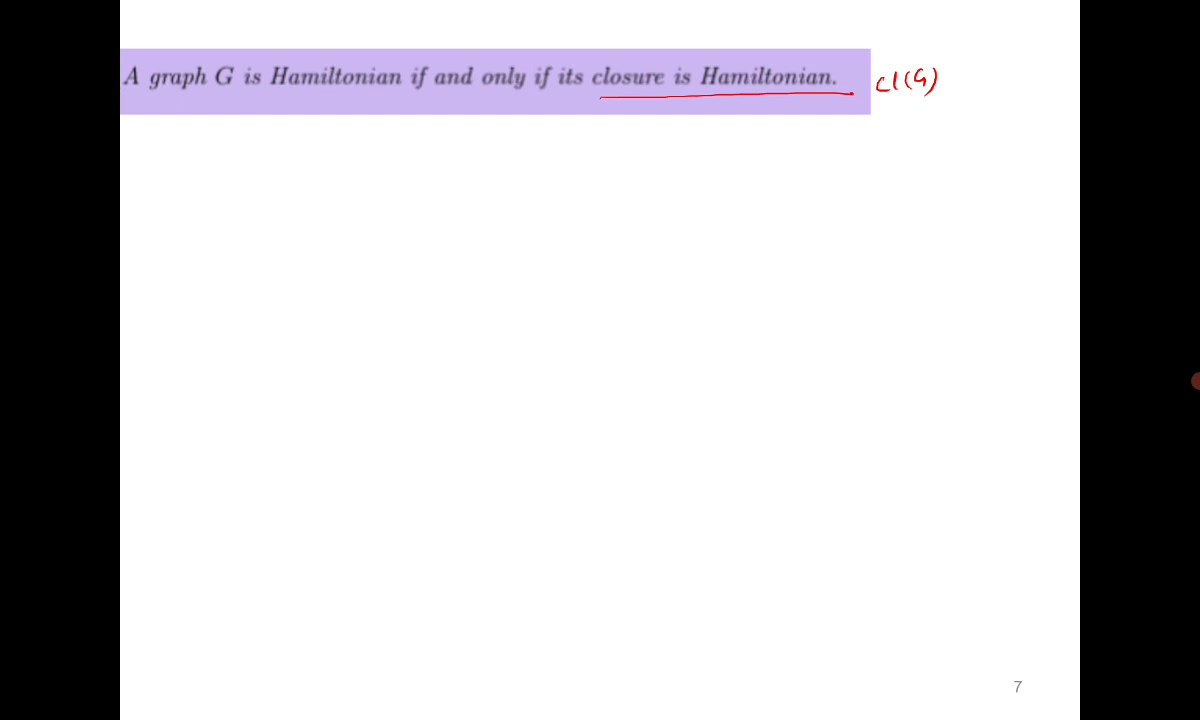 A graph G is Hamiltonian if and only if its closure is Hamiltonian. cl(G)
7